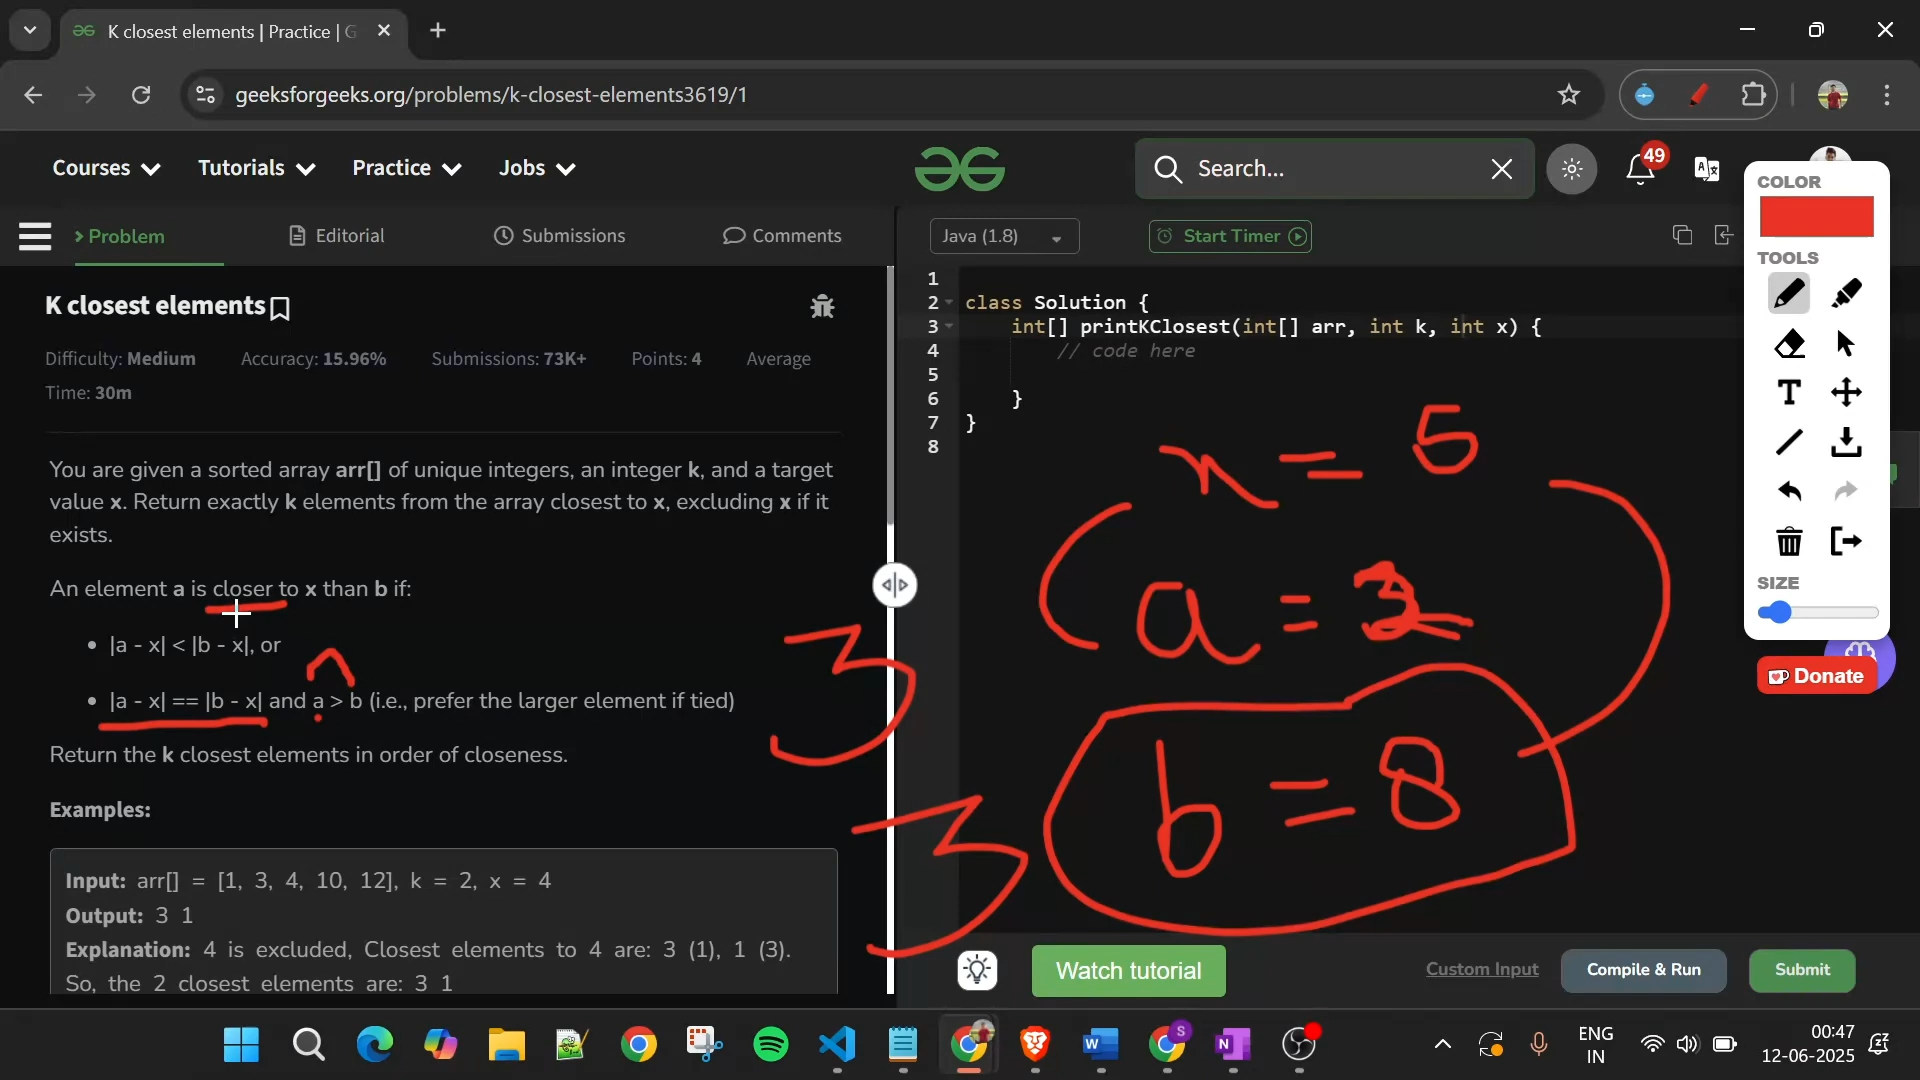 K closest elements | Practice | G
geeksforgeeks.org/problems/k-closest-elements3619/1
Courses Tutorials Practice Jobs
Search...
49
Problem Editorial Submissions Comments
Java (1.8)
Start Timer
K closest elements
Difficulty: Medium Accuracy: 15.96% Submissions: 73K+ Points: 4 Average
Time: 30m
You are given a sorted array arr[] of unique integers, an integer k, and a target
value x. Return exactly k elements from the array closest to x, excluding x if it
exists.
An element a is closer to x than b if:
• |a - x| < |b - x|, or
• |a - x| == |b - x| and a > b (i.e., prefer the larger element if tied)
Return the k closest elements in order of closeness.
Examples:
Input: arr[] = [1, 3, 4, 10, 12], k = 2, x = 4
Output: 3 1
Explanation: 4 is excluded, Closest elements to 4 are: 3 (1), 1 (3).
So, the 2 closest elements are: 3 1
1
2 class Solution {
3 int[] printKClosest(int[] arr, int k, int x) {
4 // code here
5
6 }
7 }
8
x = 5
a =
b = 8
3
3
COLOR
TOOLS
T
SIZE
Donate
Watch tutorial
Custom Input
Compile & Run
Submit
W
S
N
ENG
IN
00:47
12-06-2025